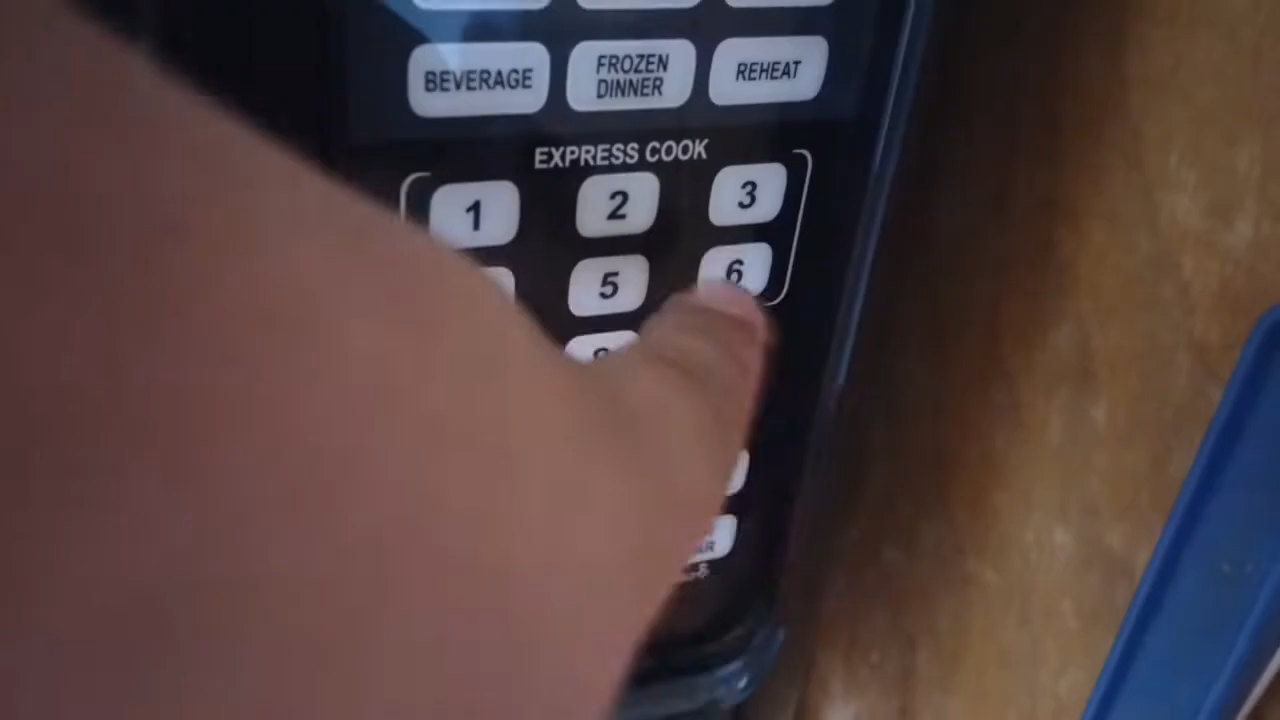 BEVERAGE
FROZEN
DINNER
REHEAT
EXPRESS COOK
1 2 3
5 6